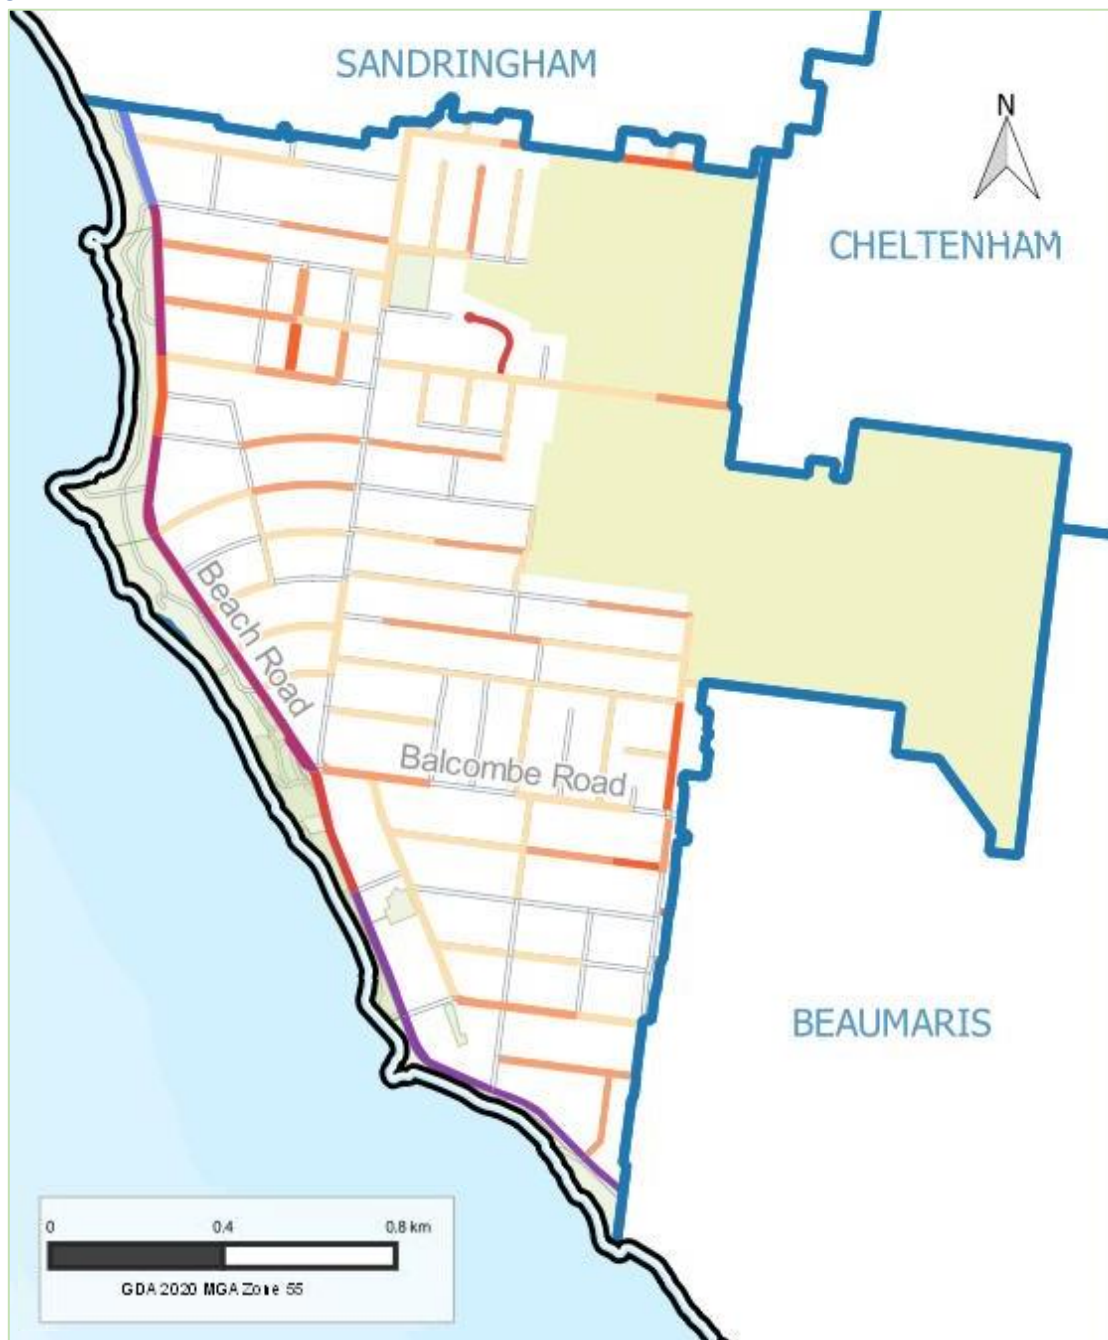 SANDRINGHAM
N
CHELTENHAM
Beach Road
Balcombe Road
BEAUMARIS
0 0.4 0.8 km
GDA 2020 MGA Zone 55